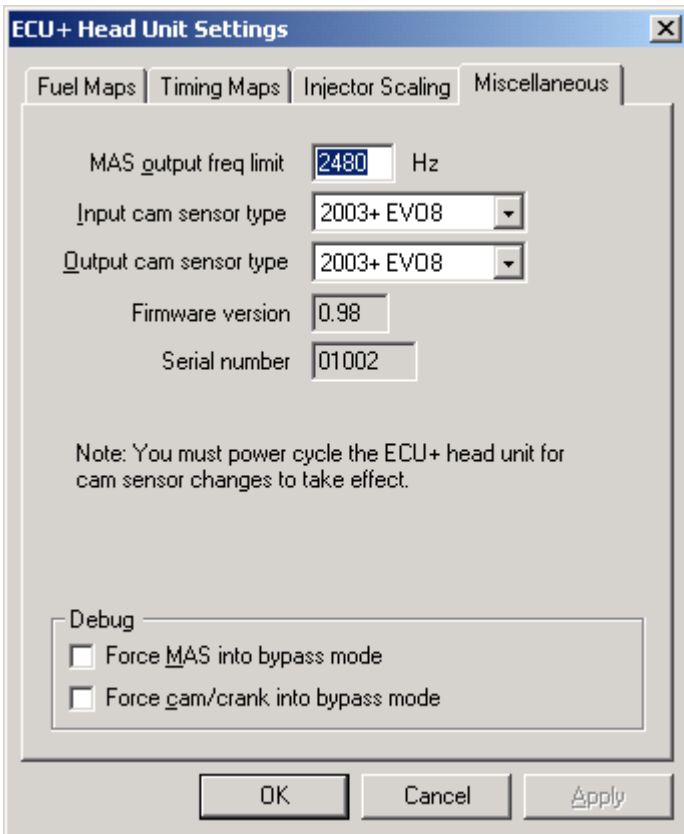 ECU+ Head Unit Settings
Fuel Maps Timing Maps Injector Scaling Miscellaneous
MAS output freq limit 2480 Hz
Input cam sensor type 2003+ EVO8
Output cam sensor type 2003+ EVO8
Firmware version 0.98
Serial number 01002
Note: You must power cycle the ECU+ head unit for
cam sensor changes to take effect.
Debug
Force MAS into bypass mode
Force cam/crank into bypass mode
OK Cancel Apply